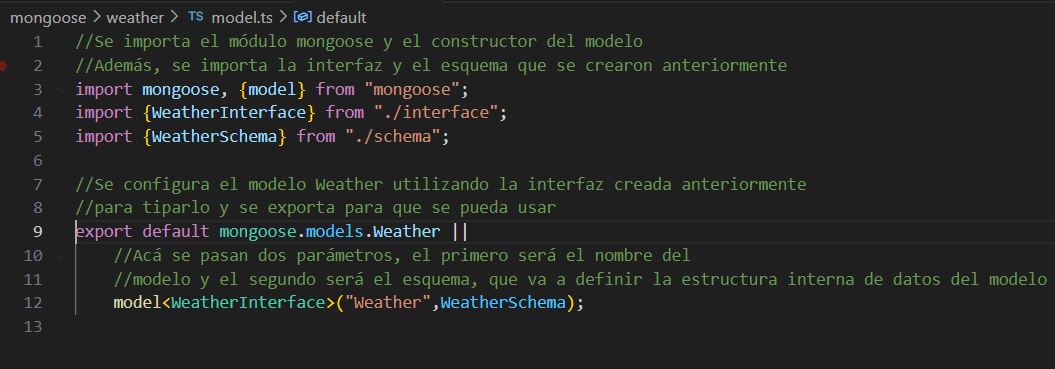 mongoose > weather > TS model.ts > default
1 //Se importa el módulo mongoose y el constructor del modelo
2 //Además, se importa la interfaz y el esquema que se crearon anteriormente
3 import mongoose, {model} from "mongoose";
4 import {WeatherInterface} from "./interface";
5 import {WeatherSchema} from "./schema";
6
7 //Se configura el modelo Weather utilizando la interfaz creada anteriormente
8 //para tiparlo y se exporta para que se pueda usar
9 export default mongoose.models.Weather ||
10 //Acá se pasan dos parámetros, el primero será el nombre del
11 //modelo y el segundo será el esquema, que va a definir la estructura interna de datos del modelo
12 model<WeatherInterface>("Weather",WeatherSchema);
13